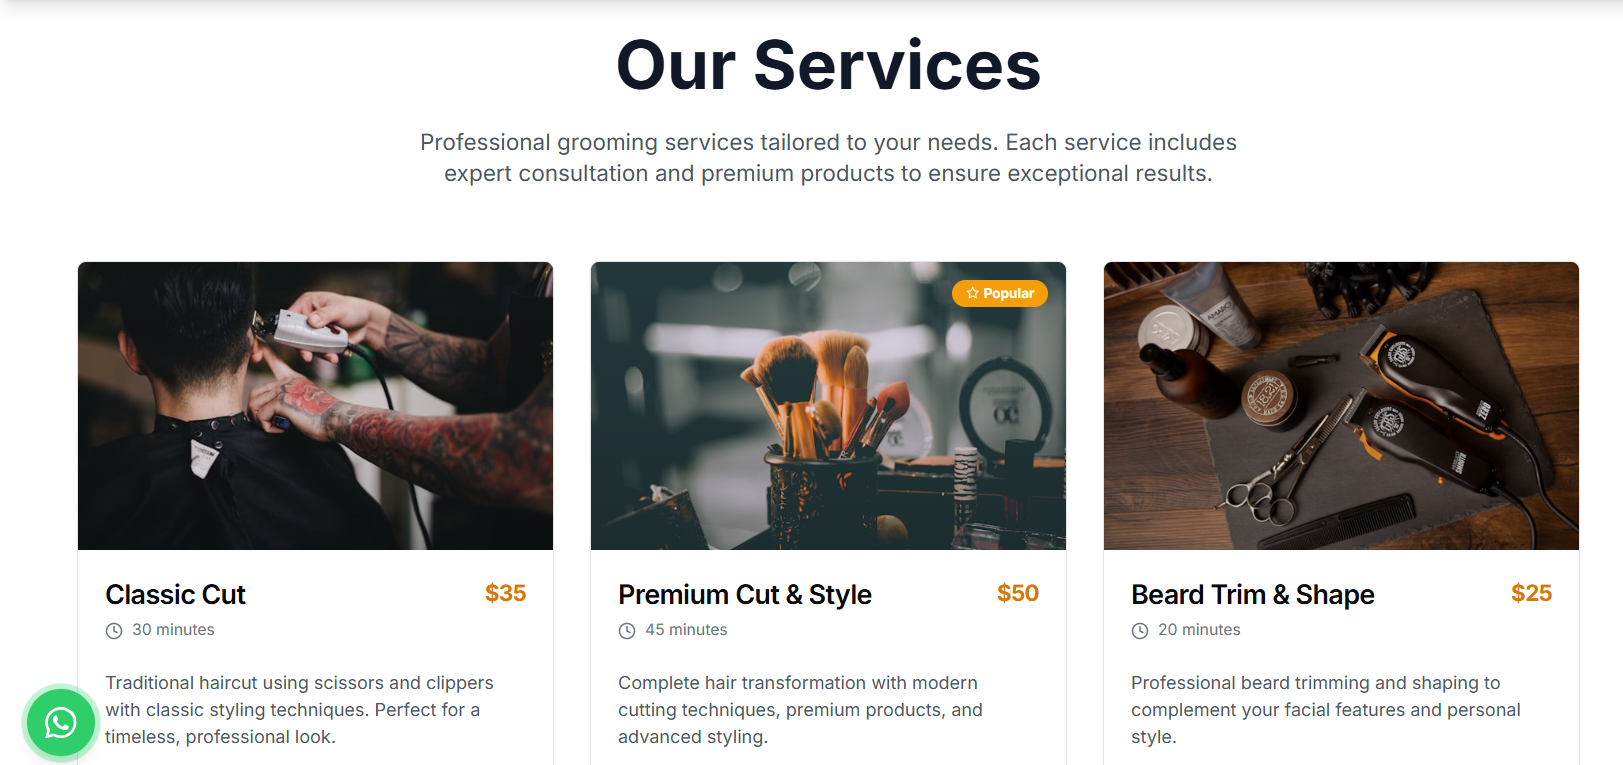 Our Services
Professional grooming services tailored to your needs. Each service includes
expert consultation and premium products to ensure exceptional results.
Popular
Classic Cut
$35
30 minutes
Traditional haircut using scissors and clippers
with classic styling techniques. Perfect for a
timeless, professional look.
Premium Cut & Style
$50
45 minutes
Complete hair transformation with modern
cutting techniques, premium products, and
advanced styling.
Beard Trim & Shape
$25
20 minutes
Professional beard trimming and shaping to
complement your facial features and personal
style.